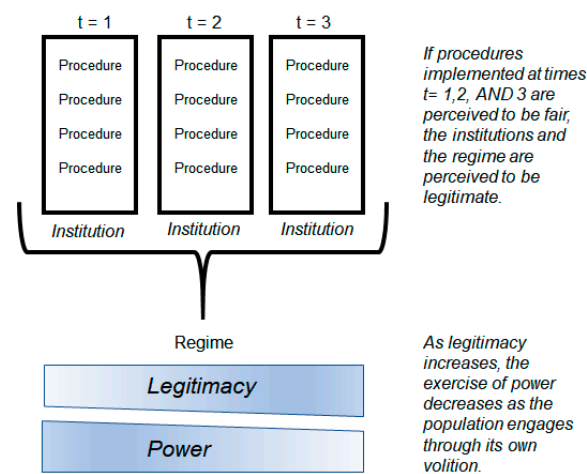 t = 1 t = 2 t = 3
Procedure Procedure Procedure
Procedure Procedure Procedure
Procedure Procedure Procedure
Procedure Procedure Procedure
Institution Institution Institution
If procedures
implemented at times
t= 1,2, AND 3 are
perceived to be fair,
the institutions and
the regime are
perceived to be
legitimate.
Regime
Legitimacy
Power
As legitimacy
increases, the
exercise of power
decreases as the
population engages
through its own
volition.